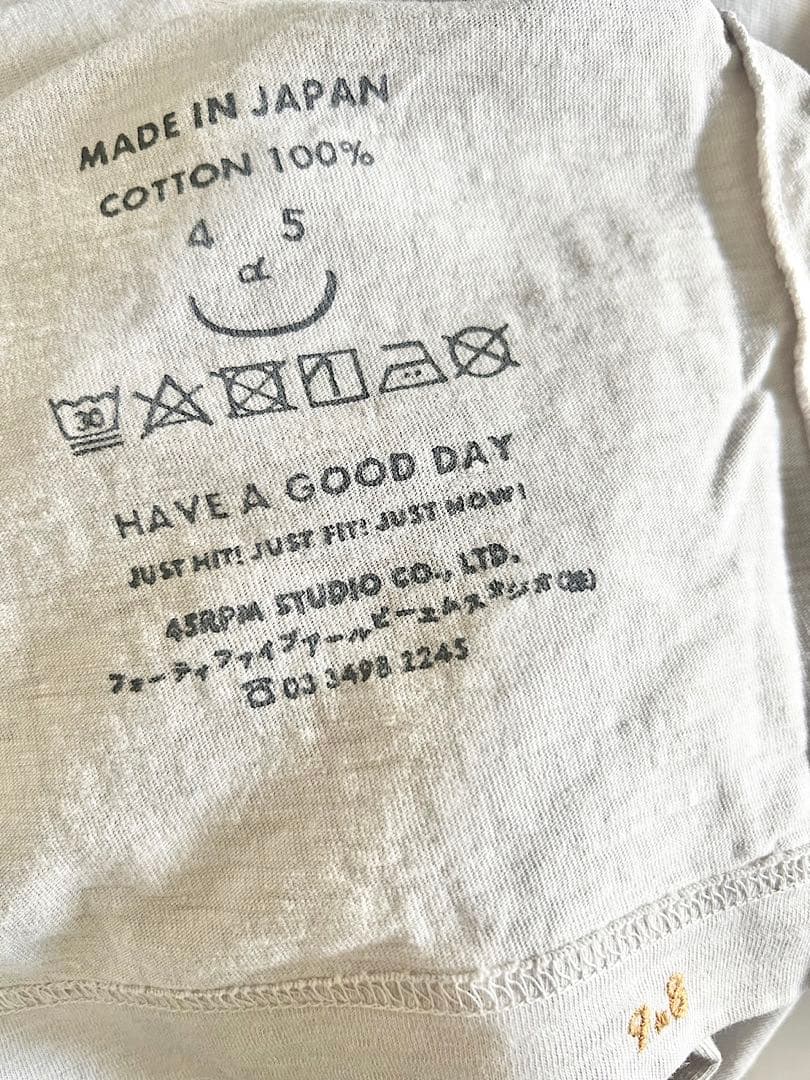 MADE IN JAPAN
COTTON 100%
4 5
R
30
HAVE A GOOD DAY
JUST HIT! JUST FIT! JUST NOW!
45RPM STUDIO CO., LTD.
フォーティファイブアールピーエムスタジオ(株)
☎03 3498 2245